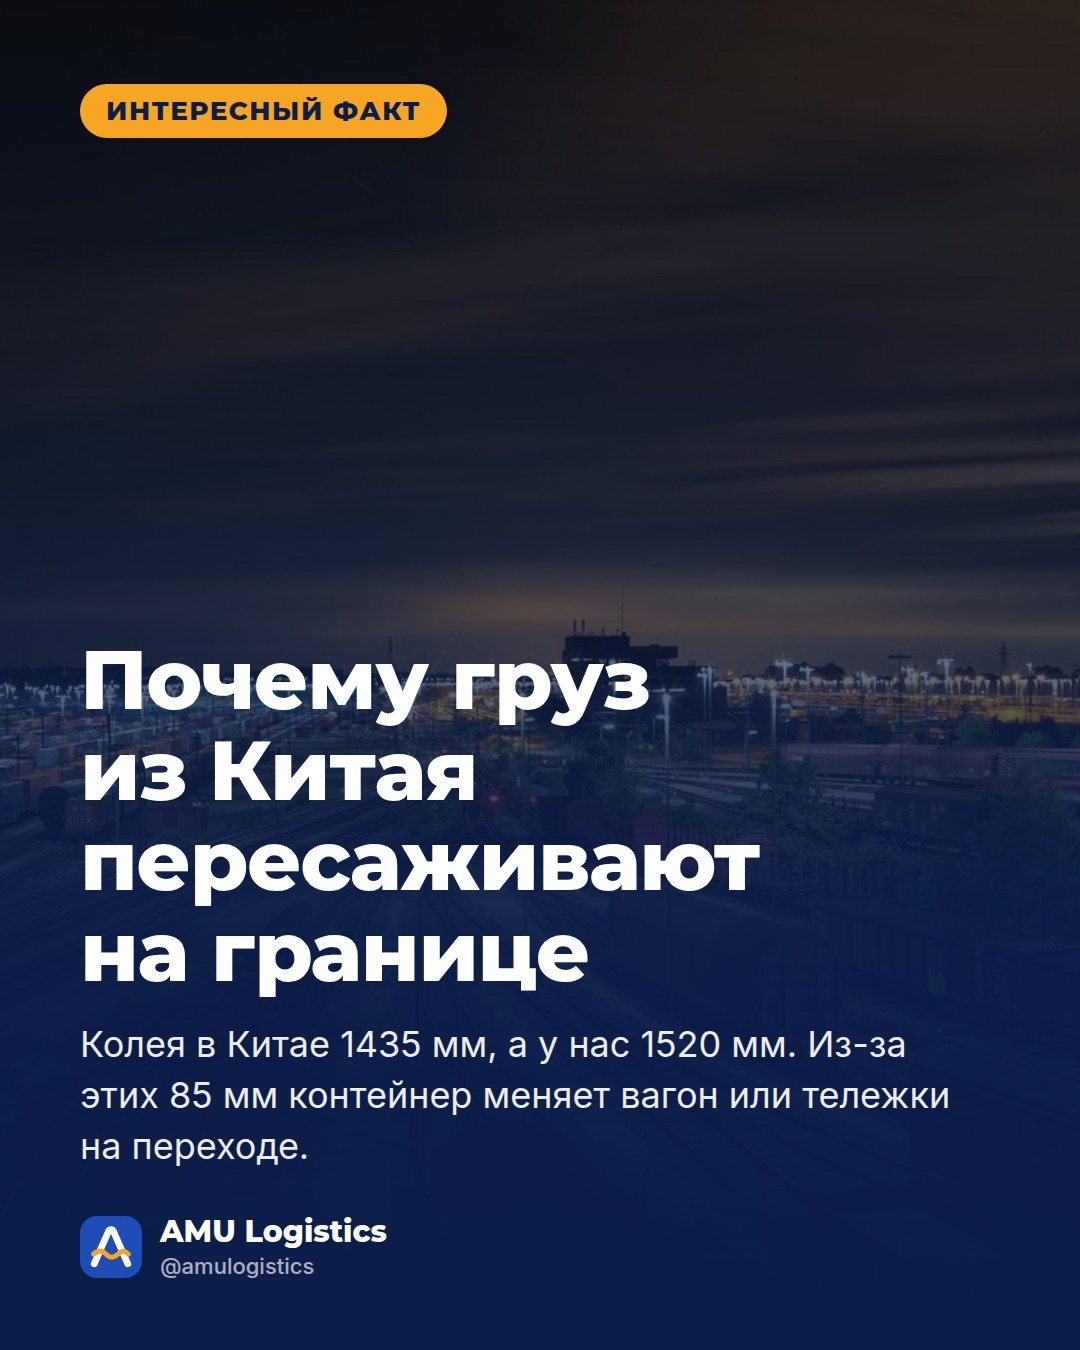 ИНТЕРЕСНЫЙ ФАКТ
Почему груз
из Китая
пересаживают
на границе
Колея в Китае 1435 мм, а у нас 1520 мм. Из-за
этих 85 мм контейнер меняет вагон или тележки
на переходе.
AMU Logistics
@amulogistics